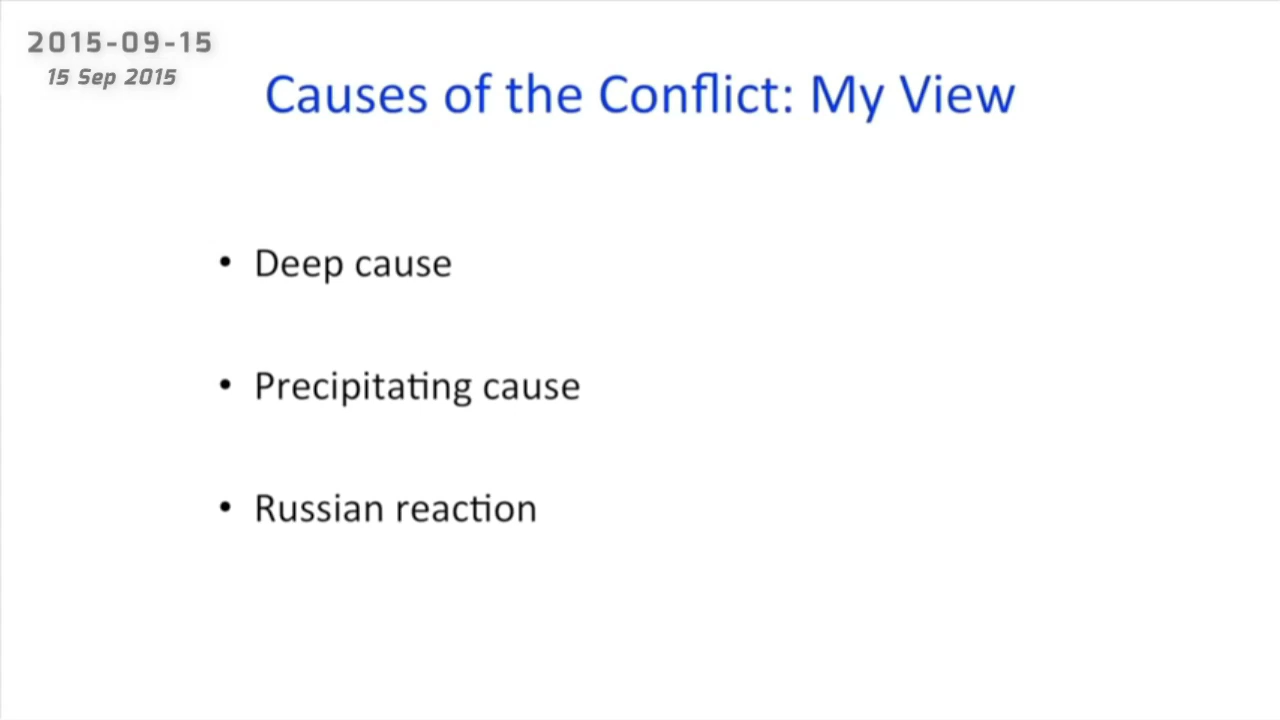 2015-09-15
15 Sep 2015
Causes of the Conflict: My View
• Deep cause
• Precipitating cause
• Russian reaction